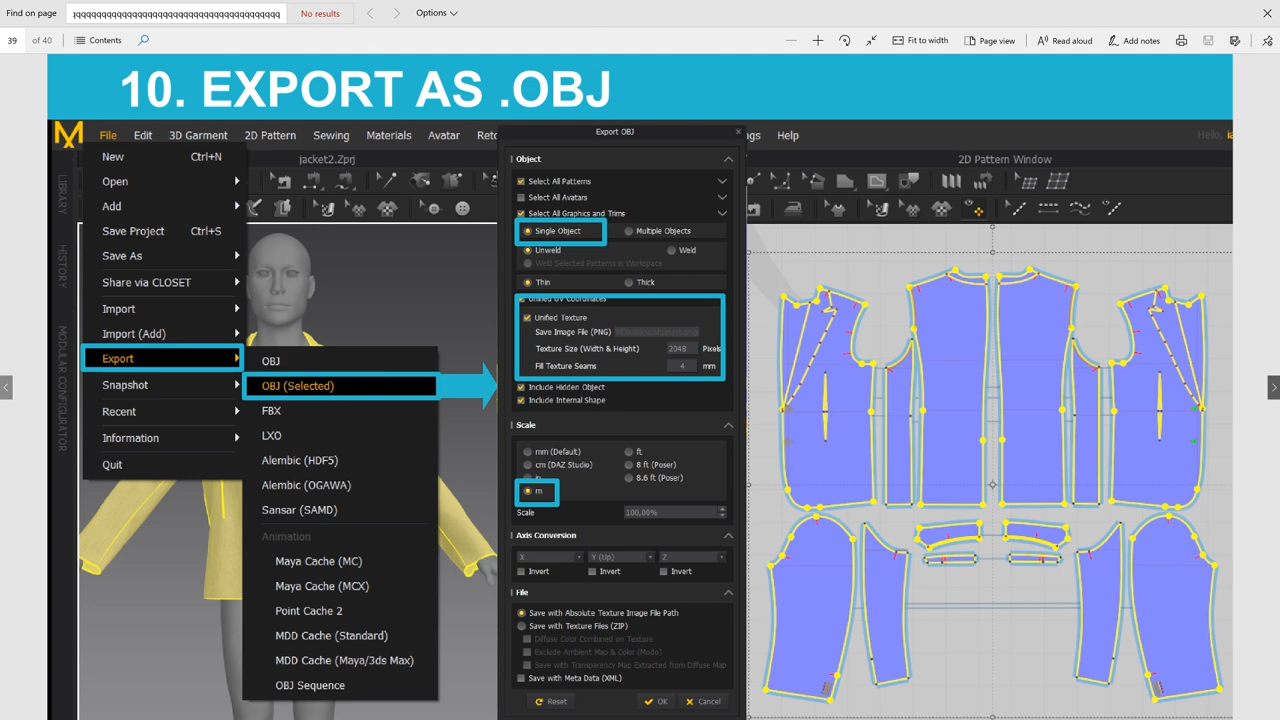 Find on page
No results
Options
39 of 40
Contents
Fit to width
Page view
Read aloud
Add notes
10. EXPORT AS .OBJ
File Edit 3D Garment 2D Pattern Sewing Materials Avatar
Help
Hello,
jacket2.Zprj
2D Pattern Window
LIBRARY
HISTORY
MODULAR CONFIGURATOR
New Ctrl+N
Open
Add
Save Project Ctrl+S
Save As
Share via CLOSET
Import
Import (Add)
Export
Snapshot
Recent
Information
Quit
OBJ
OBJ (Selected)
FBX
LXO
Alembic (HDF5)
Alembic (OGAWA)
Sansar (SAMD)
Animation
Maya Cache (MC)
Maya Cache (MCX)
Point Cache 2
MDD Cache (Standard)
MDD Cache (Maya/3ds Max)
OBJ Sequence
Export OBJ
Object
Select All Patterns
Select All Avatars
Select All Graphics and Trims
Single Object Multiple Objects
Unweld Weld
Weld Selected Patterns in Workspace
Thin Thick
Unified UV Coordinates
Unified Texture
Save Image File (PNG)
Texture Size (Width & Height) 2048 Pixels
Fill Texture Seams 4 mm
Include Hidden Object
Include Internal Shape
Scale
mm (Default) ft
cm (DAZ Studio) 8 ft (Poser)
in 8.6 ft (Poser)
m
Scale 100,00%
Axis Conversion
X Y (Up) Z
Invert Invert Invert
File
Save with Absolute Texture Image File Path
Save with Texture Files (ZIP)
Diffuse Color Combined on Texture
Exclude Ambient Map & Color (Modo)
Save with Transparency Map Extracted from Diffuse Map
Save with Meta Data (XML)
Reset OK Cancel